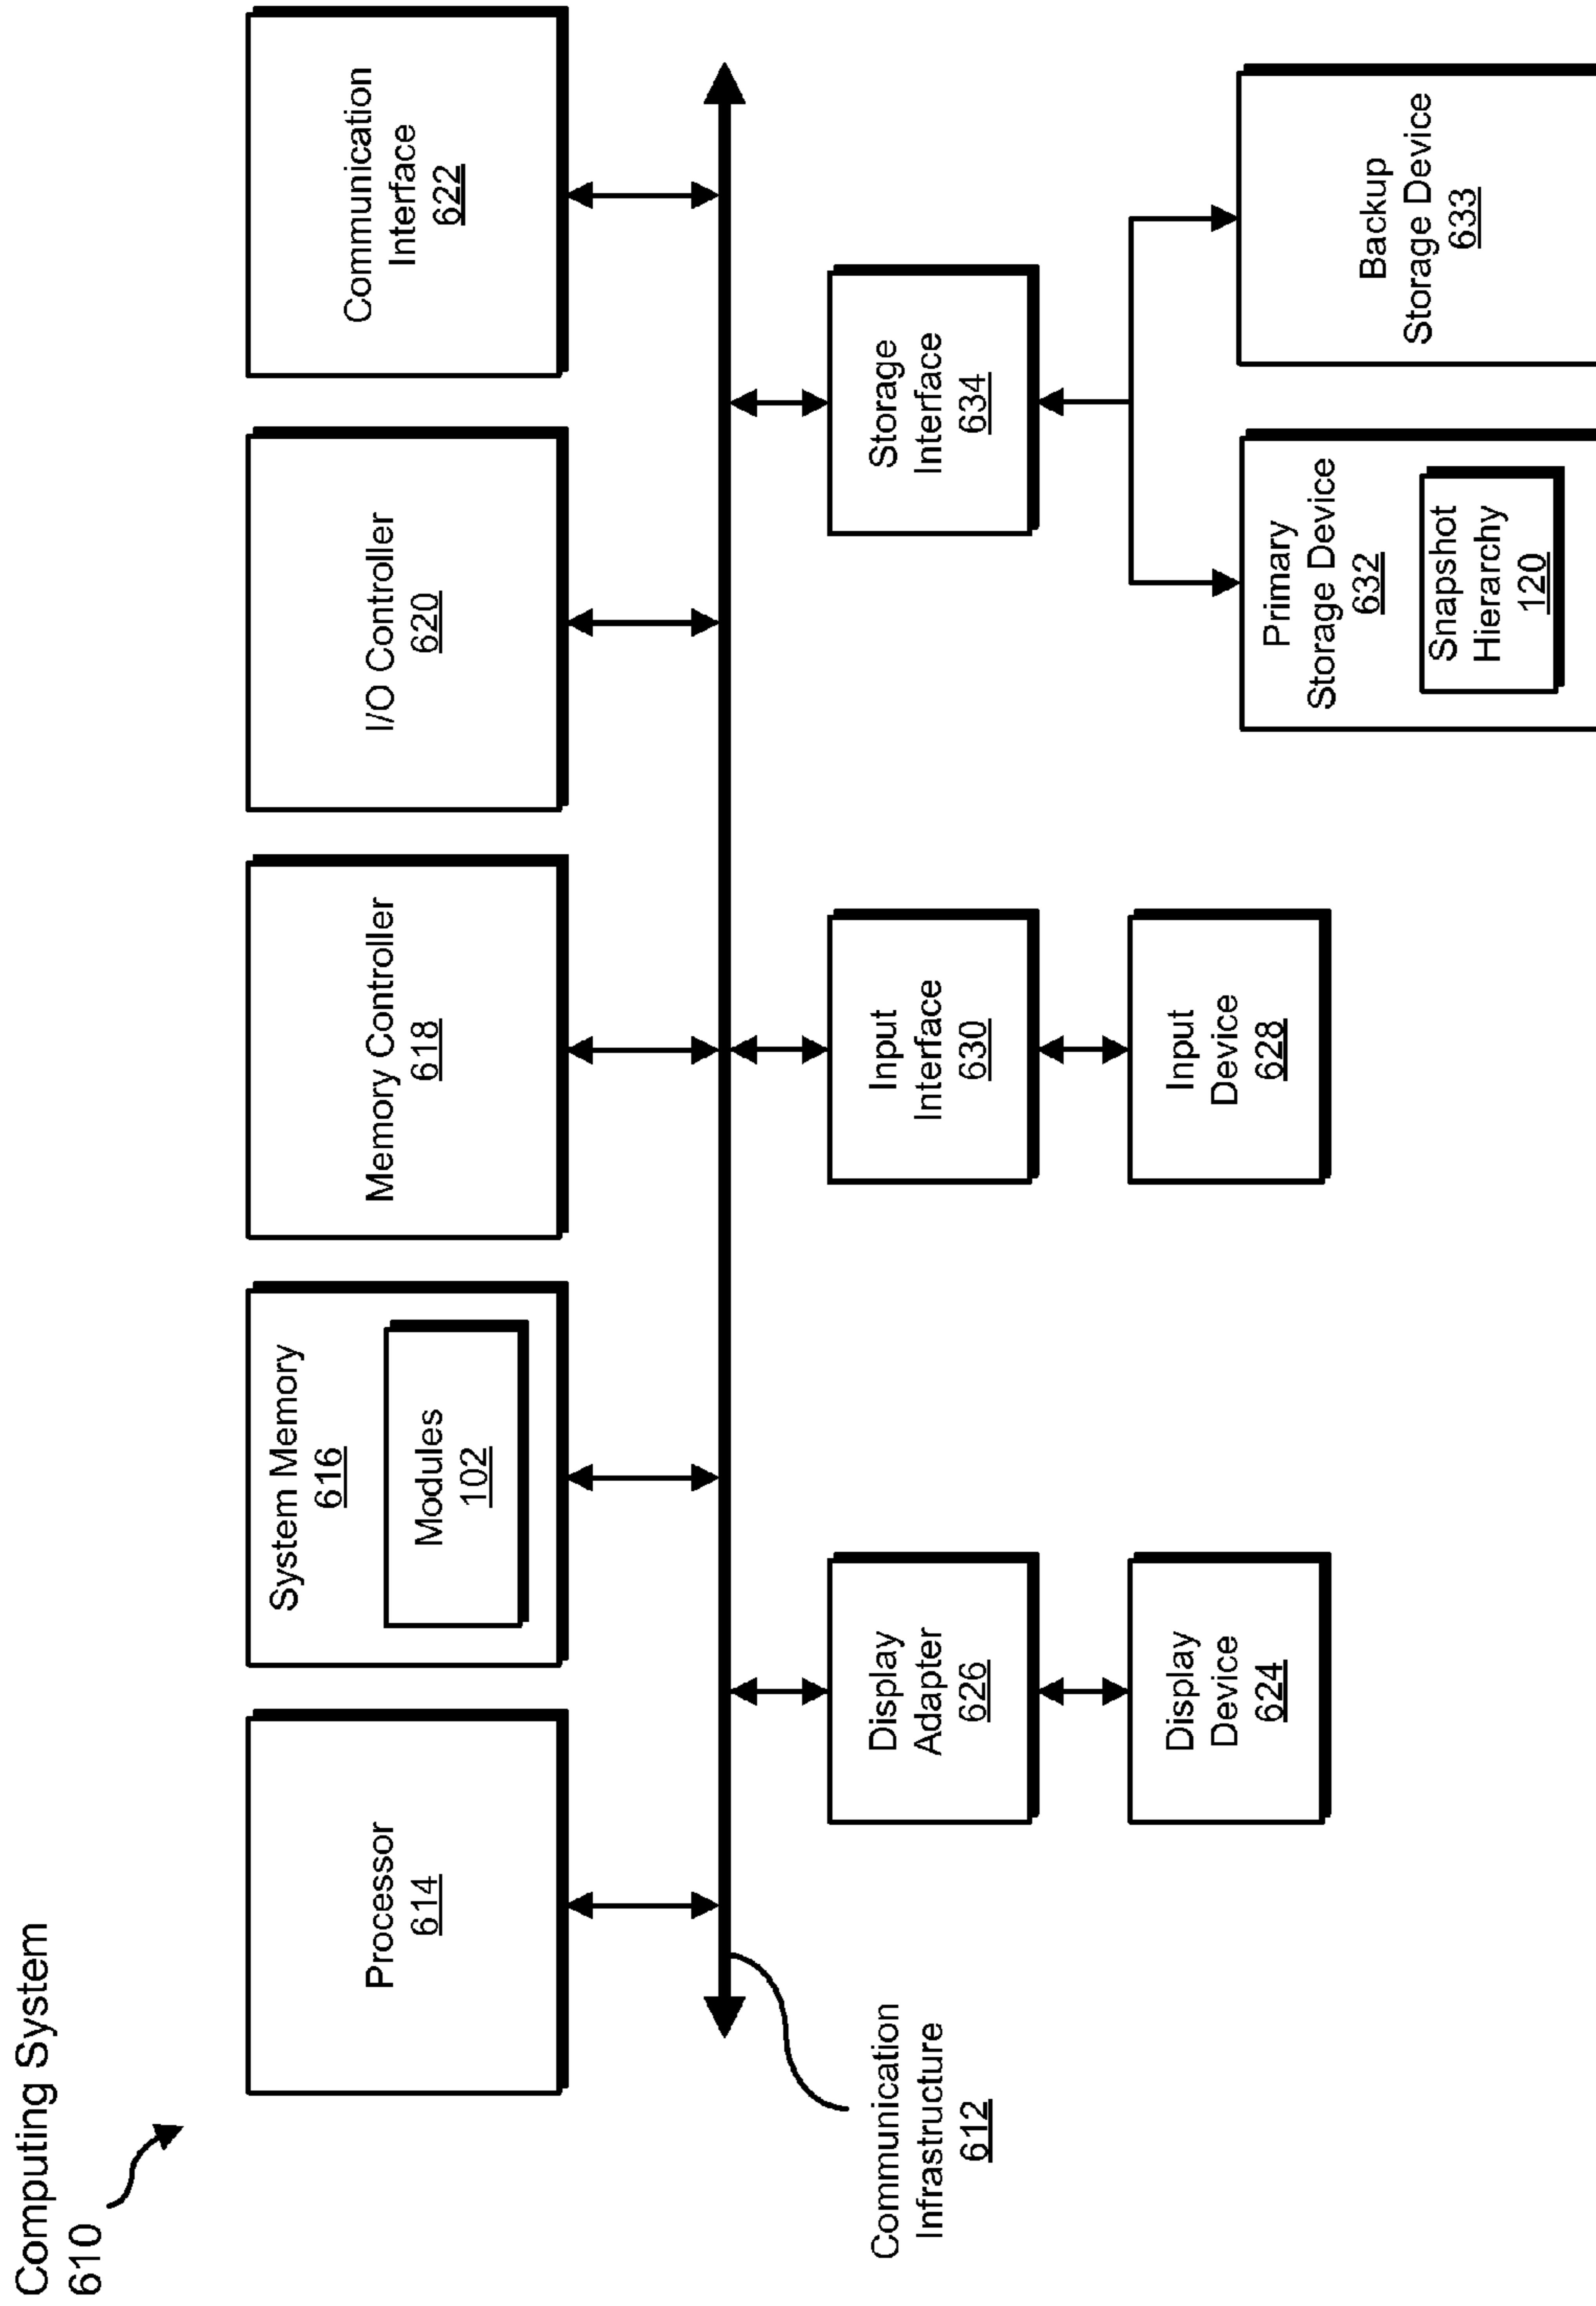 Computing System
610
Processor
614
System Memory
616
Modules
102
Memory Controller
618
I/O Controller
620
Communication
Interface
622
Communication
Infrastructure
612
Display
Adapter
626
Input
Interface
630
Storage
Interface
634
Display
Device
624
Input
Device
628
Primary
Storage Device
632
Snapshot
Hierarchy
120
Backup
Storage Device
633